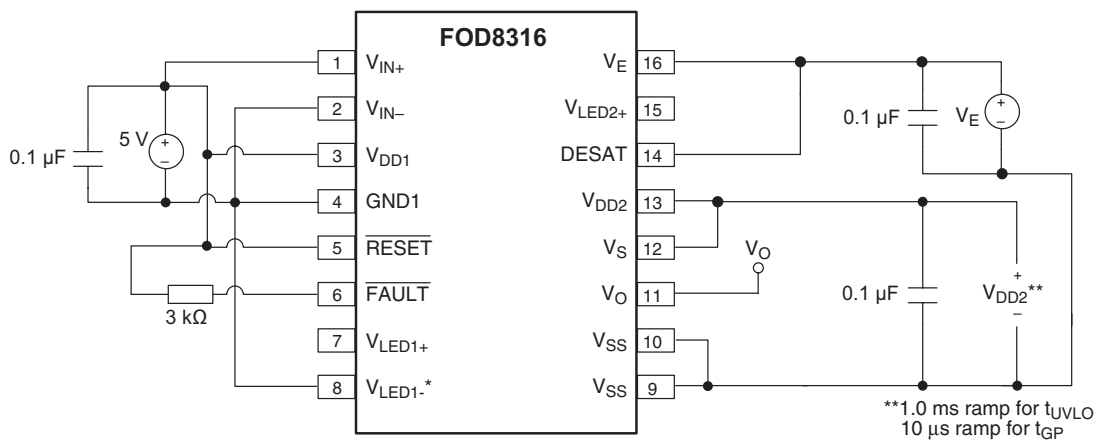 FOD8316
1 V_IN+
2 V_IN–
3 V_DD1
4 GND1
5 RESET
6 FAULT
7 V_LED1+
8 V_LED1-*
V_E 16
V_LED2+ 15
DESAT 14
V_DD2 13
V_S 12
V_O 11
V_SS 10
V_SS 9
0.1 µF
5 V
+
–
3 kΩ
0.1 µF
V_E
+
–
V_O
0.1 µF
+
V_DD2**
–
**1.0 ms ramp for t_UVLO
10 µs ramp for t_GP